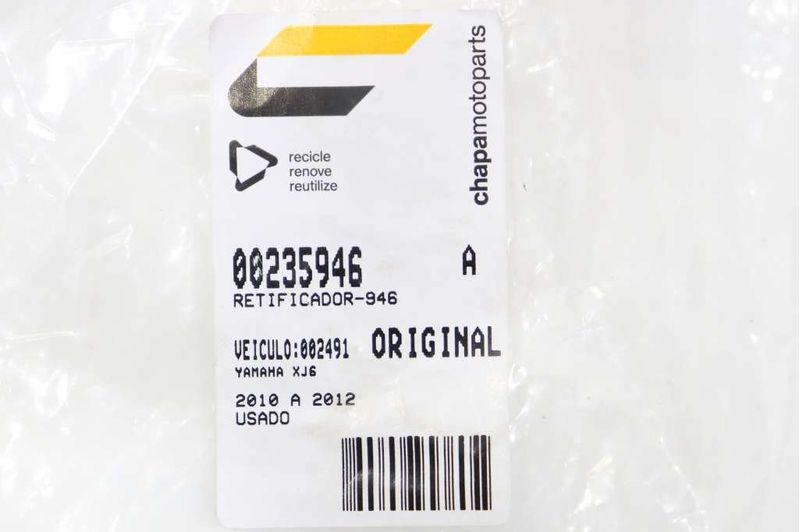 chapamotoparts
recicle
renove
reutilize
00235946 A
RETIFICADOR-946
VEICULO:002491 ORIGINAL
YAMAHA XJ6
2010 A 2012
USADO